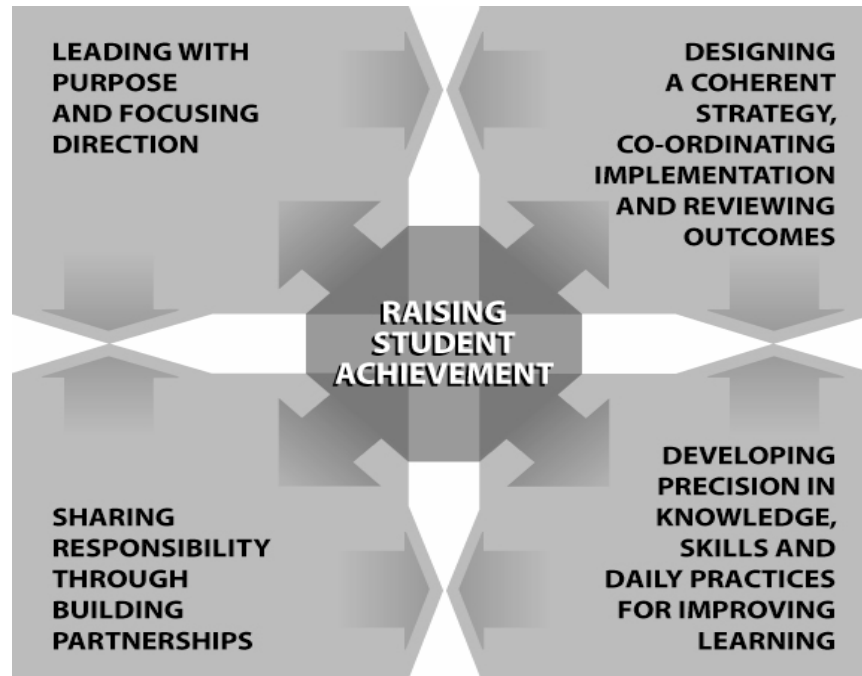 LEADING WITH
PURPOSE
AND FOCUSING
DIRECTION
DESIGNING
A COHERENT
STRATEGY,
CO-ORDINATING
IMPLEMENTATION
AND REVIEWING
OUTCOMES
RAISING
STUDENT
ACHIEVEMENT
SHARING
RESPONSIBILITY
THROUGH
BUILDING
PARTNERSHIPS
DEVELOPING
PRECISION IN
KNOWLEDGE,
SKILLS AND
DAILY PRACTICES
FOR IMPROVING
LEARNING